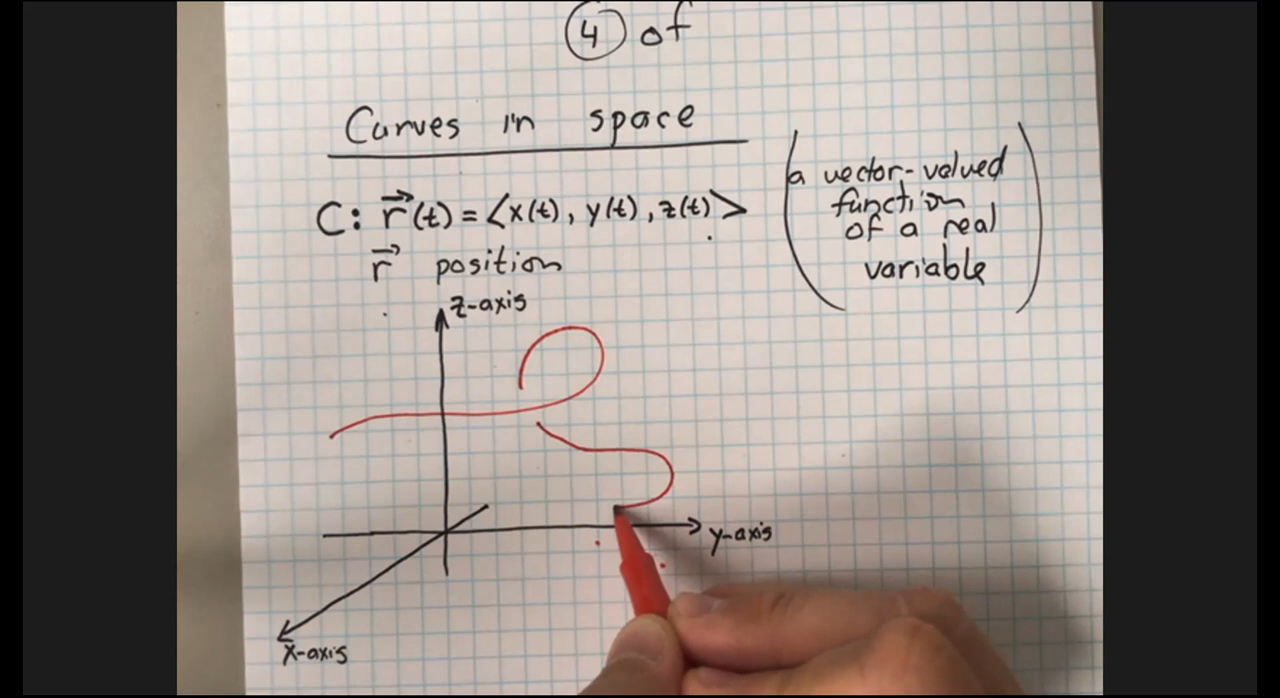 ④ of
Curves in space
C: r⃗(t) = ⟨x(t), y(t), z(t)⟩
r⃗ position
(a vector-valued
function
of a real
variable)
z-axis
y-axis
x-axis